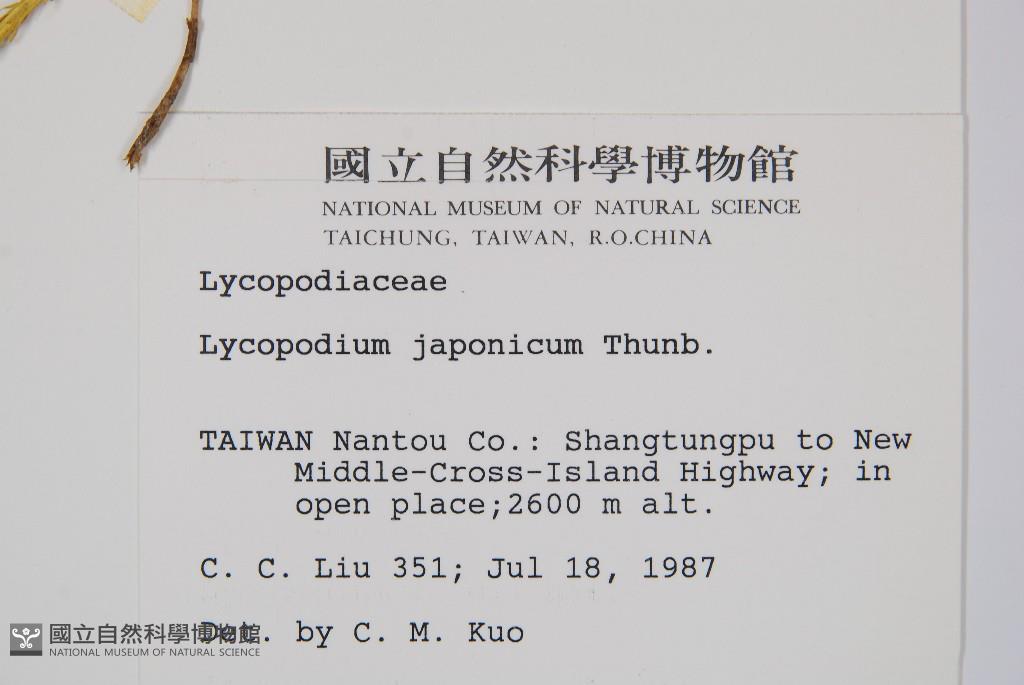 國立自然科學博物館
NATIONAL MUSEUM OF NATURAL SCIENCE
TAICHUNG, TAIWAN, R.O.CHINA
Lycopodiaceae
Lycopodium japonicum Thunb.
TAIWAN Nantou Co.: Shangtungpu to New
Middle-Cross-Island Highway; in
open place;2600 m alt.
C. C. Liu 351; Jul 18, 1987
Det. by C. M. Kuo
國立自然科學博物館
NATIONAL MUSEUM OF NATURAL SCIENCE